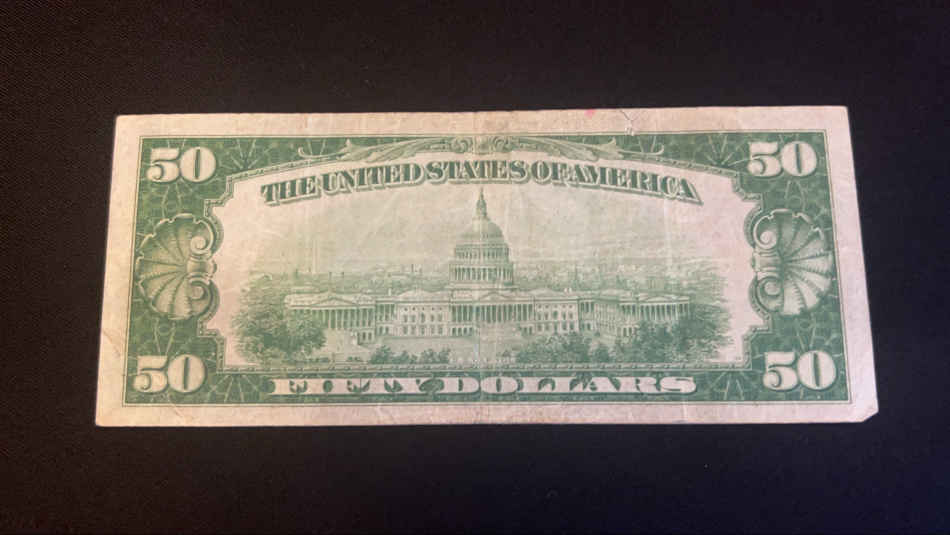 50 50
THE UNITED STATES OF AMERICA
50 50
FIFTY DOLLARS